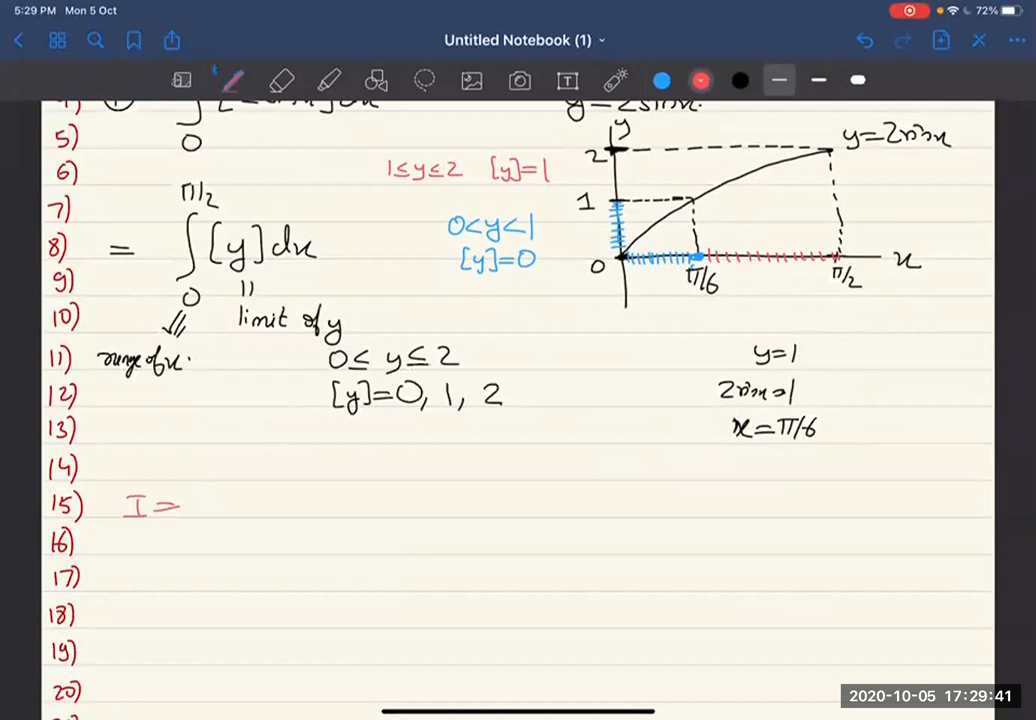 5:29 PM Mon 5 Oct
72%
Untitled Notebook (1)
T
5)
6)
7)
8)
9)
10)
11)
12)
13)
14)
15)
16)
17)
18)
19)
20)
0
y=2sinx.
y
2
y=2sinx
1≤y≤2 [y]=1
1
π/2
0<y<1
= ∫ [y] dx
[y]=0
0
π/6
π/2
x
0
limit of y
range of x.
0≤ y≤ 2
y=1
[y]=0, 1, 2
2sinx=1
x=π/6
I =
2020-10-05 17:29:41